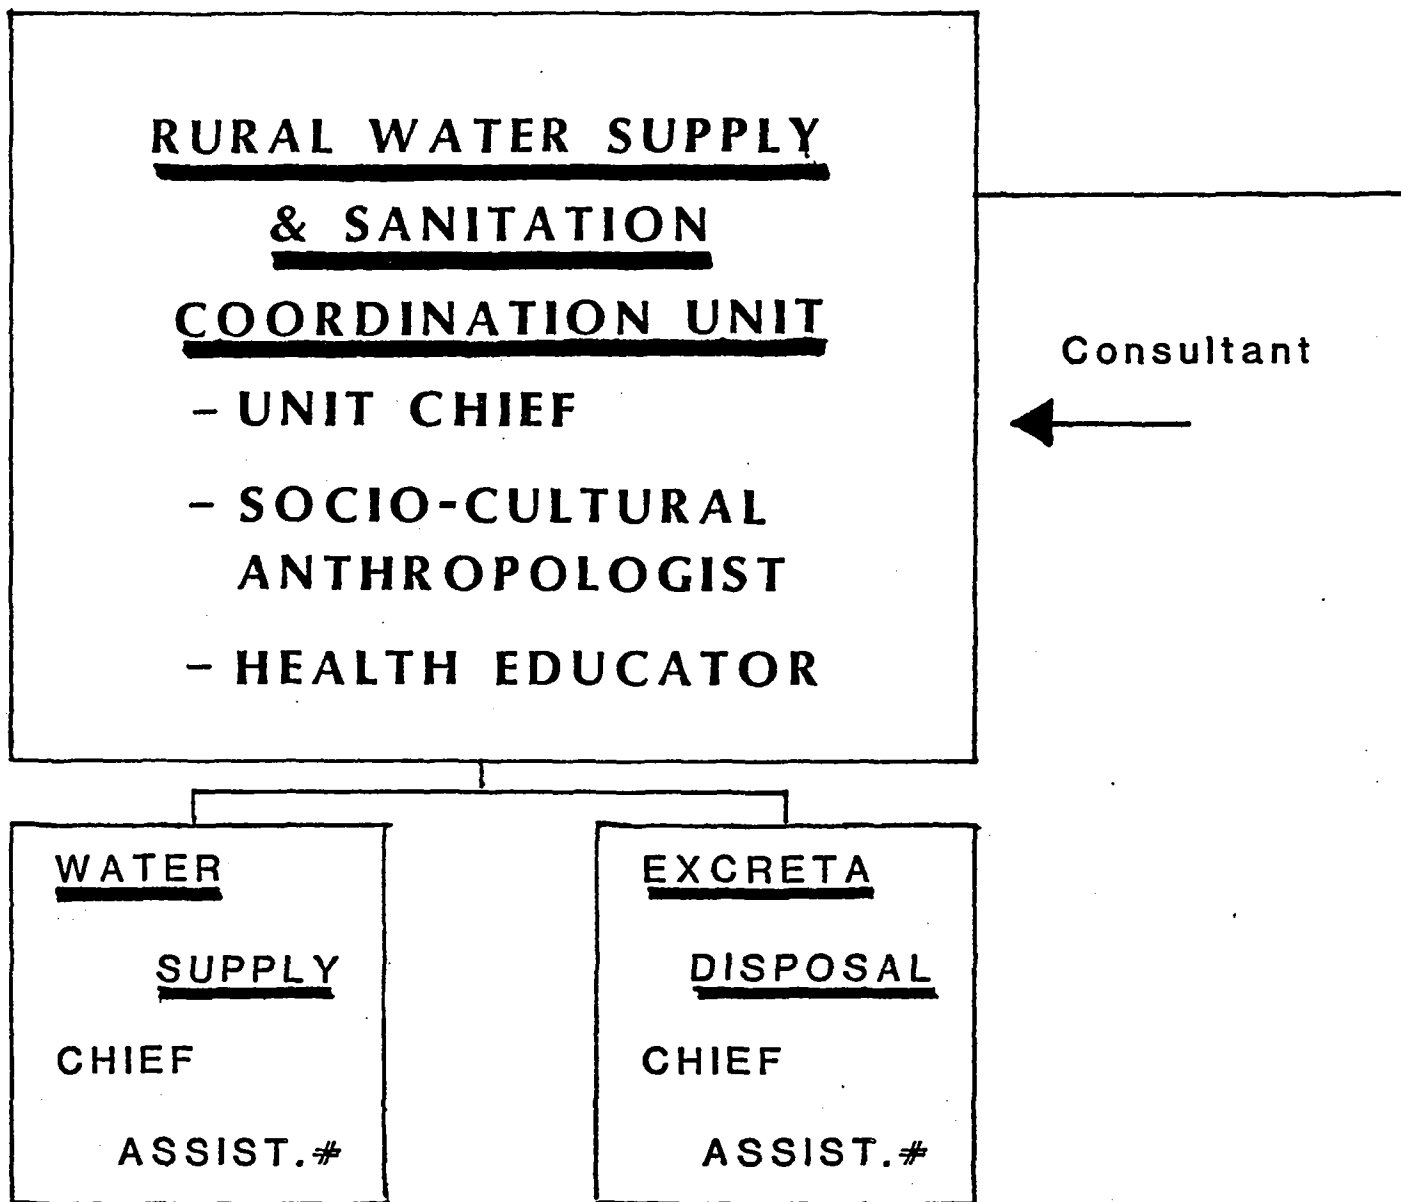 RURAL WATER SUPPLY
& SANITATION
COORDINATION UNIT
– UNIT CHIEF
– SOCIO-CULTURAL
ANTHROPOLOGIST
– HEALTH EDUCATOR
Consultant
WATER
SUPPLY
CHIEF
ASSIST.#
EXCRETA
DISPOSAL
CHIEF
ASSIST.#